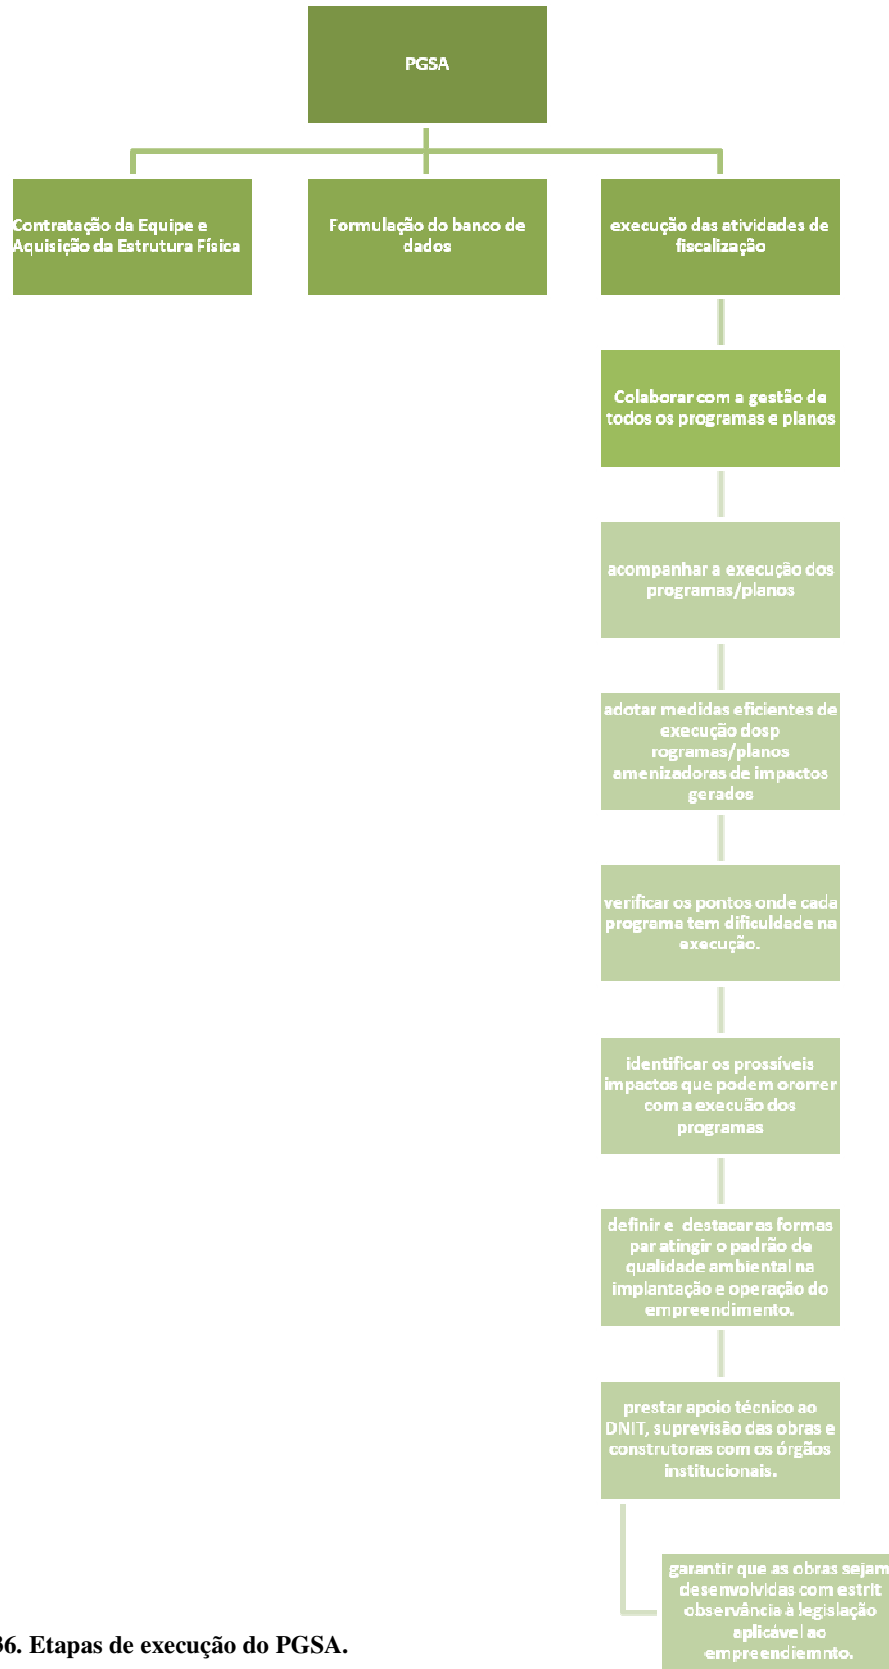 PGSA
Contratação da Equipe e
Aquisição da Estrutura Física
Formulação do banco de
dados
execução das atividades de
fiscalização
Colaborar com a gestão de
todos os programas e planos
acompanhar a execução dos
programas/planos
adotar medidas eficientes de
execução dosp
rogramas/planos
amenizadoras de impactos
gerados
verificar os pontos onde cada
programa tem dificuldade na
execução.
identificar os prossíveis
impactos que podem ororrer
com a execuão dos
programas
definir e destacar as formas
par atingir o padrão de
qualidade ambiental na
implantação e operação do
empreendimento.
prestar apoio técnico ao
DNIT, suprevisão das obras e
construtoras com os órgãos
institucionais.
garantir que as obras sejam
desenvolvidas com estrit
observância à legislação
aplicável ao
empreendiemnto.
36. Etapas de execução do PGSA.